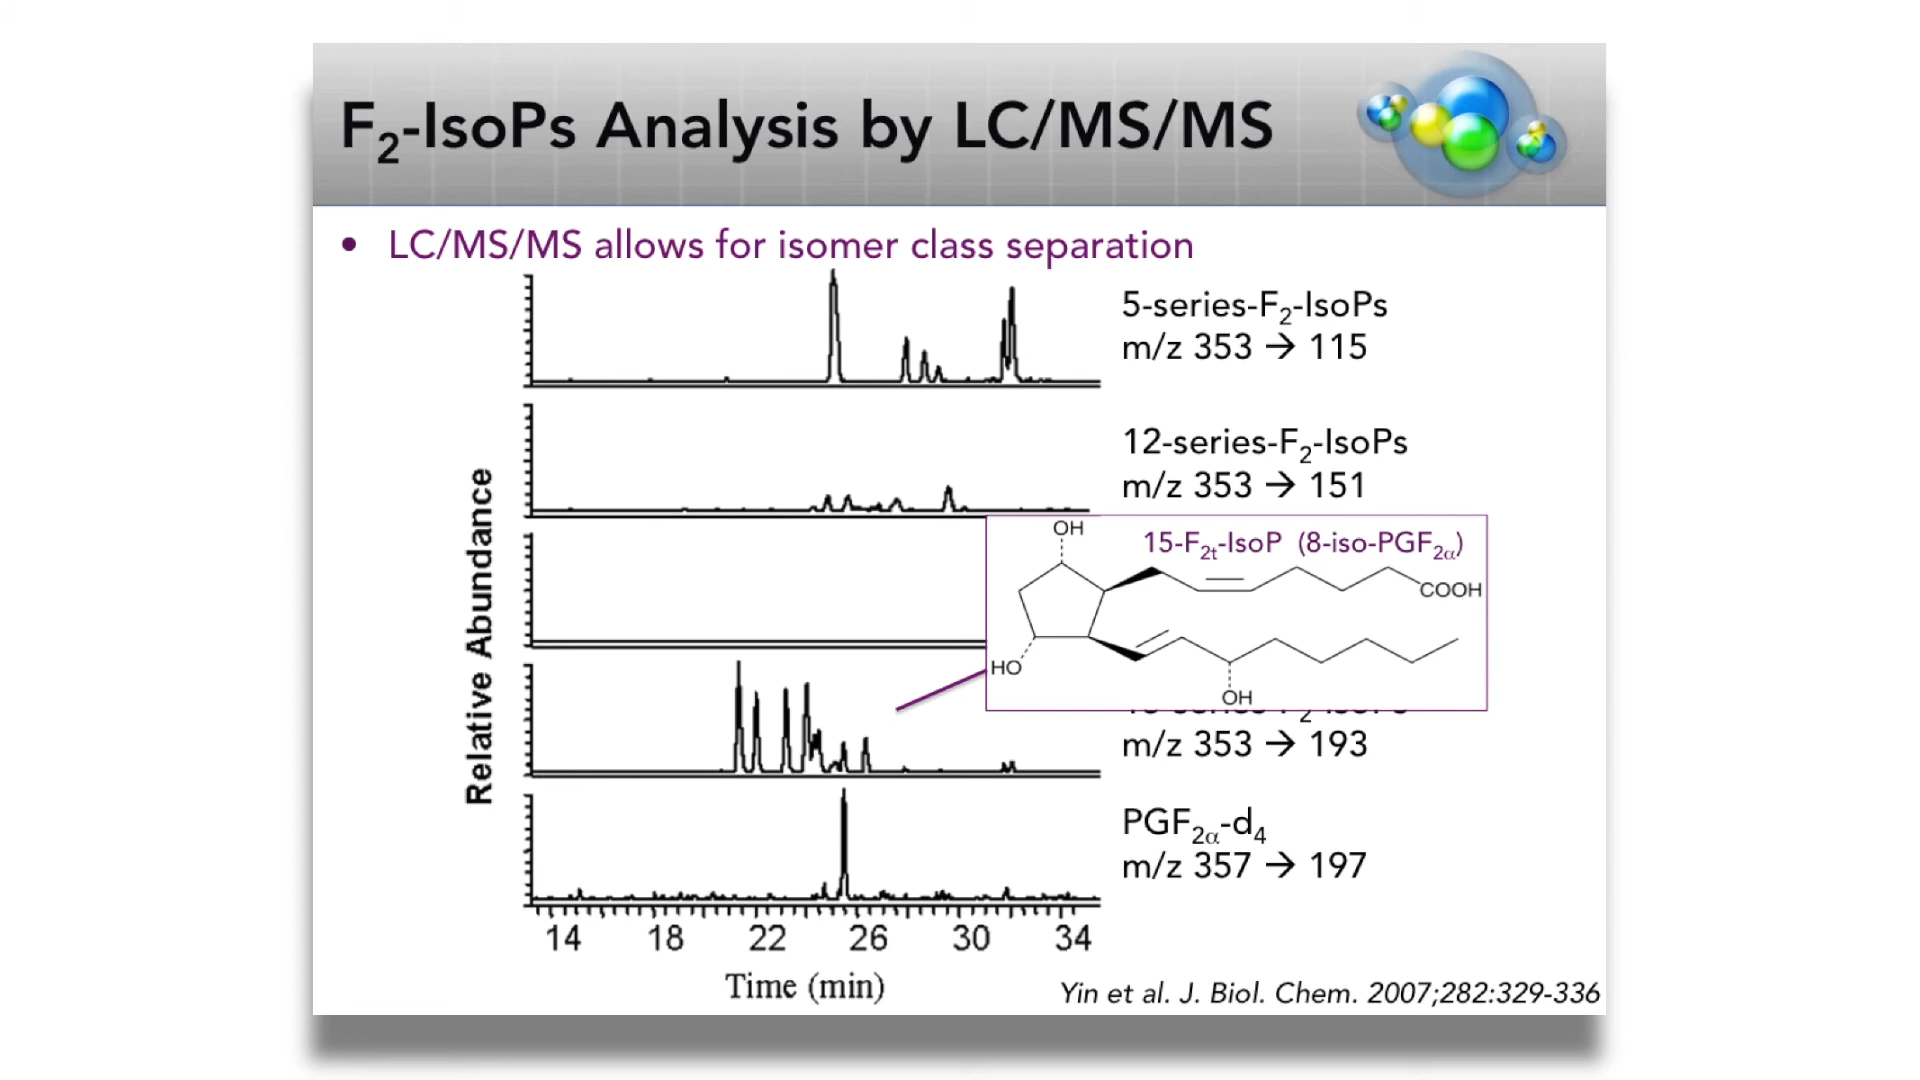 F₂-IsoPs Analysis by LC/MS/MS
• LC/MS/MS allows for isomer class separation
5-series-F₂-IsoPs
m/z 353 → 115
12-series-F₂-IsoPs
m/z 353 → 151
OH
15-F₂ₜ-IsoP (8-iso-PGF₂α)
COOH
HO
OH
m/z 353 → 193
PGF₂α-d₄
m/z 357 → 197
Relative Abundance
14 18 22 26 30 34
Time (min)
Yin et al. J. Biol. Chem. 2007;282:329-336